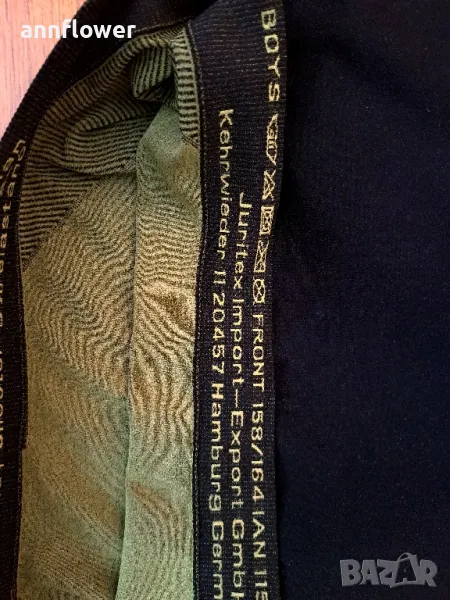 annflower
BOYS FRONT 158/164 IAN 115
Juritex Import-Export GmbH
Kehrwieder 11 20457 Hamburg Germ
BAZAR